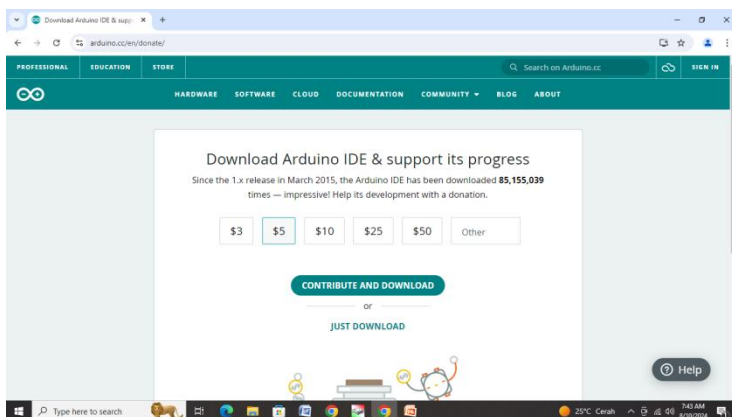 Download Arduino IDE & supp
arduino.cc/en/donate/
PROFESSIONAL EDUCATION STORE Search on Arduino.cc SIGN IN
HARDWARE SOFTWARE CLOUD DOCUMENTATION COMMUNITY BLOG ABOUT
Download Arduino IDE & support its progress
Since the 1.x release in March 2015, the Arduino IDE has been downloaded 85,155,039
times — impressive! Help its development with a donation.
$3 $5 $10 $25 $50 Other
CONTRIBUTE AND DOWNLOAD
or
JUST DOWNLOAD
Help
Type here to search 25°C Cerah 7:43 AM
8/10/2024